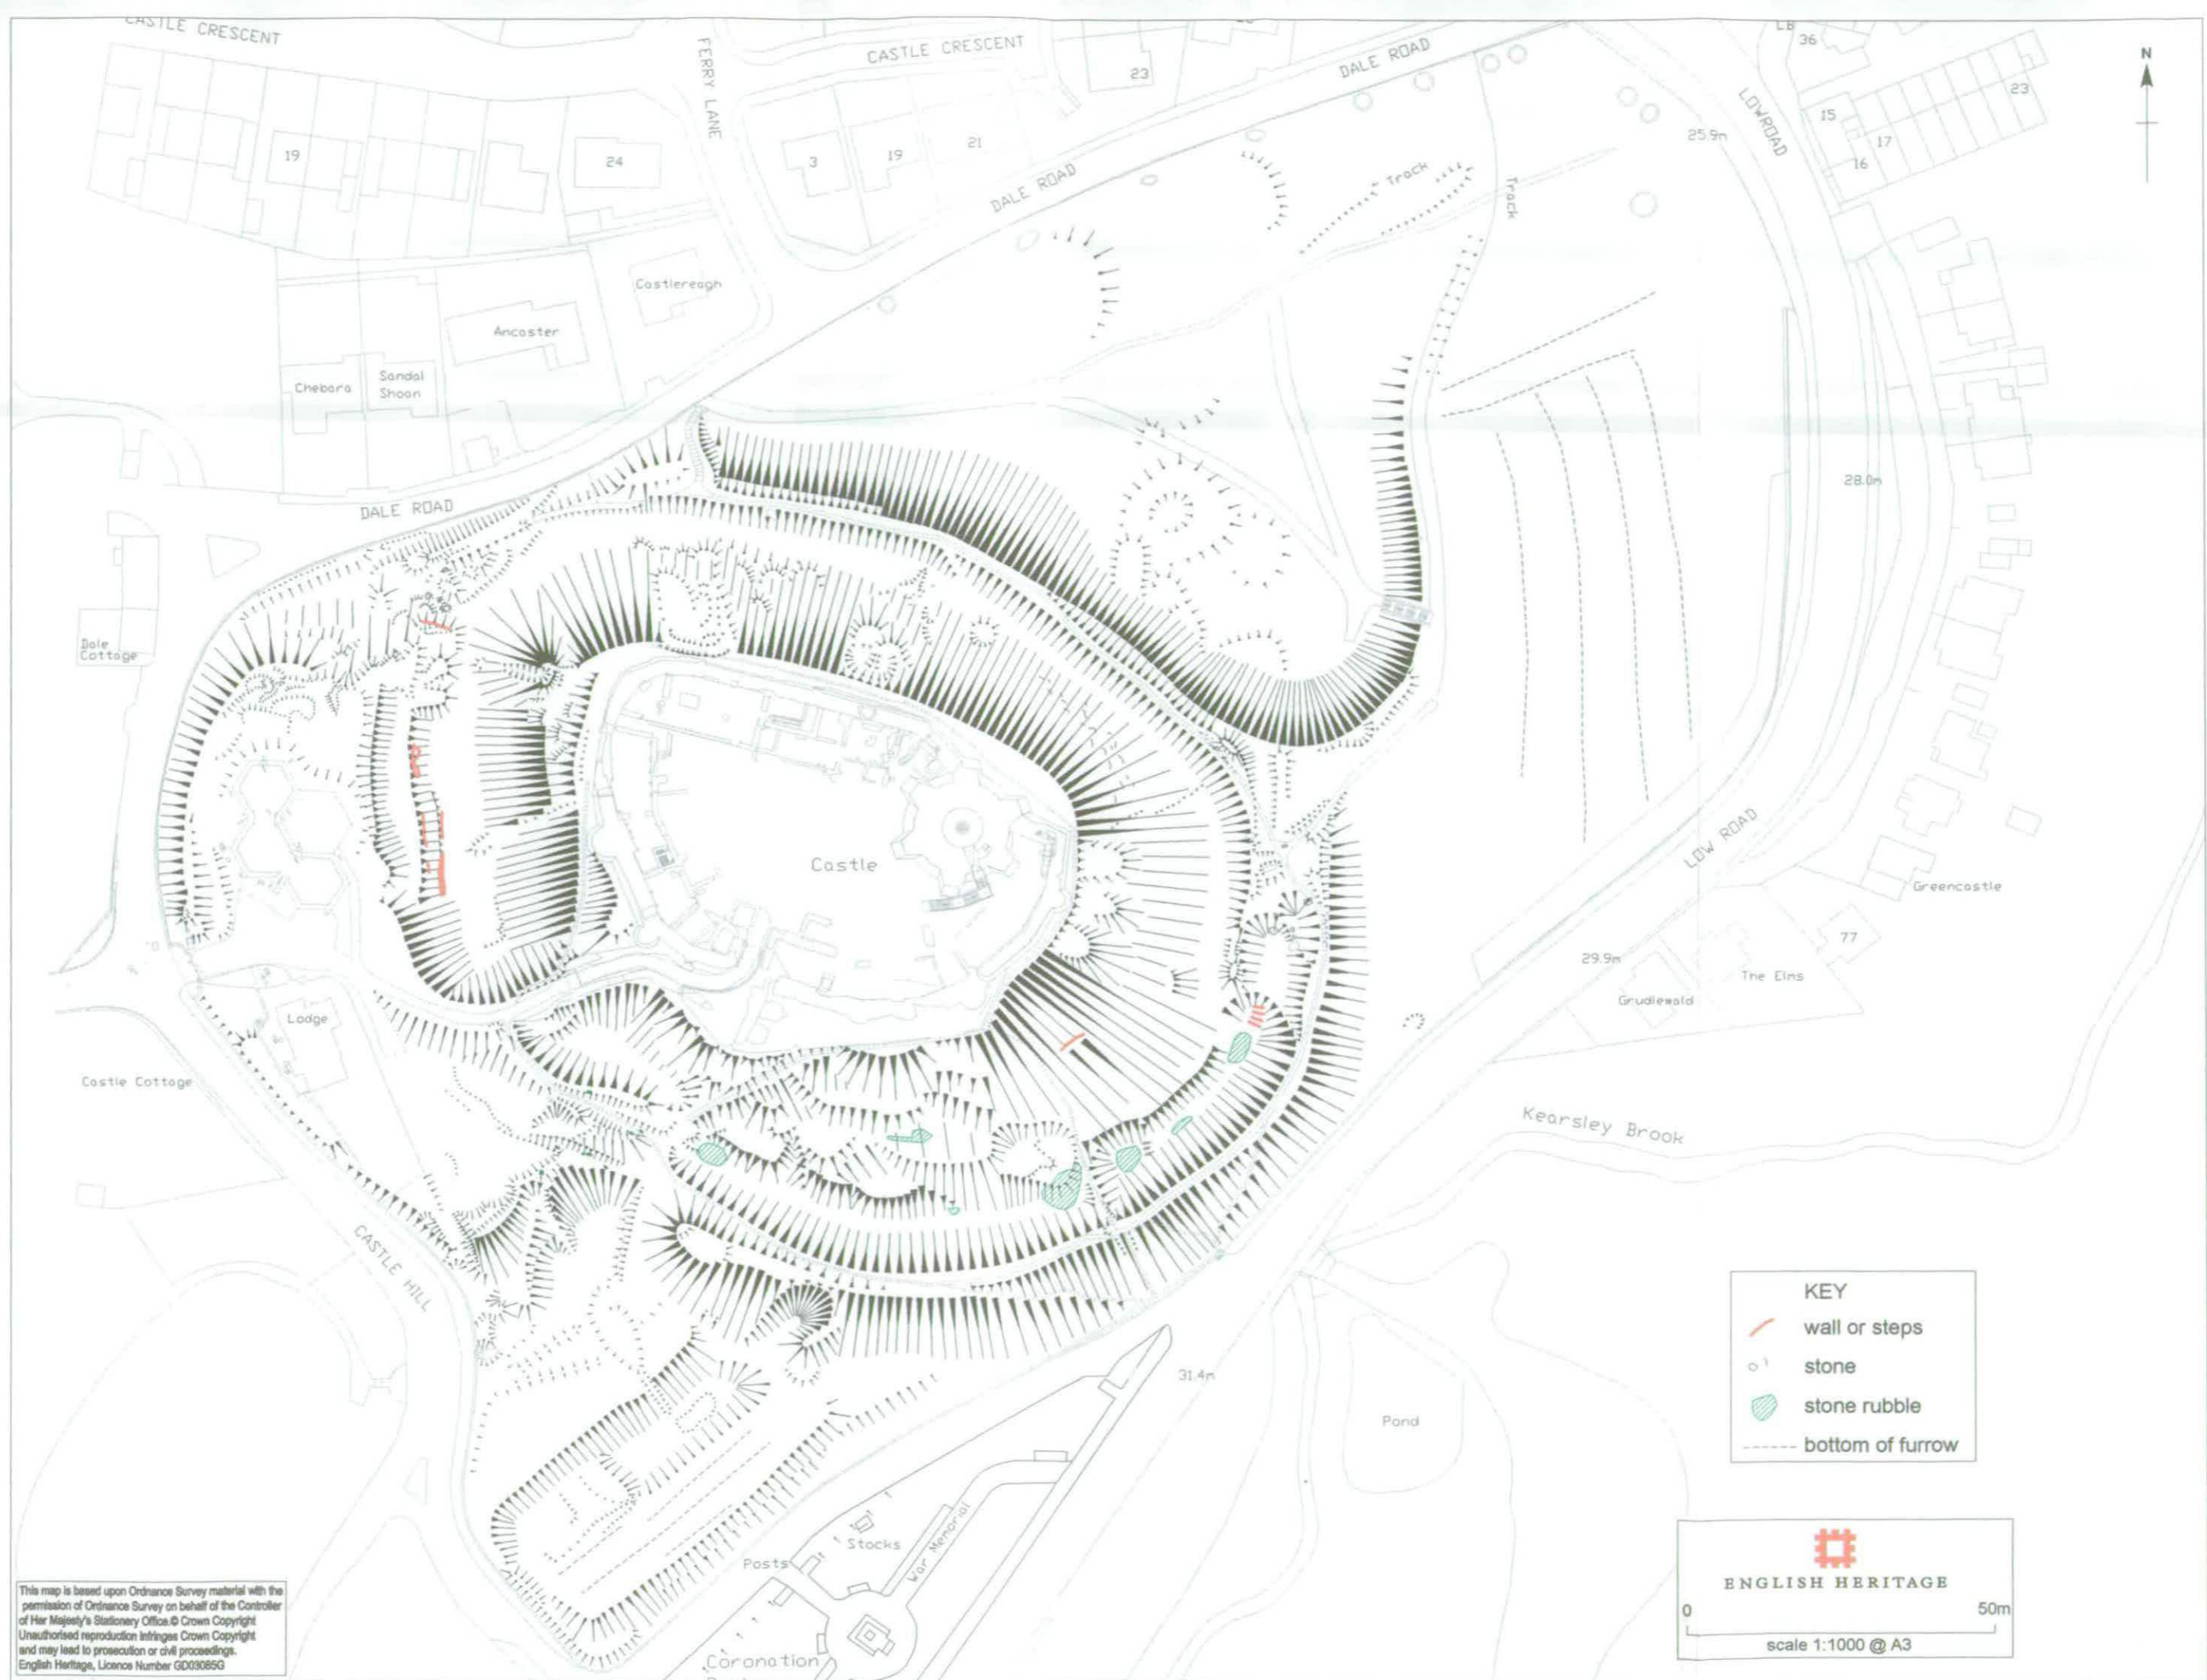 CASTLE CRESCENT
FERRY LANE
CASTLE CRESCENT
23
DALE ROAD
36
LOWROAD
23
15
17
16
25.9m
N
19
24
3
19
21
DALE ROAD
Track
Track
Castlereagh
Ancaster
Chebara
Sandal
Shoon
DALE ROAD
28.0m
Dale
Cottage
Castle
LOW ROAD
Greencastle
77
29.9m
The Elms
Grudlewald
Lodge
Castle Cottage
Kearsley Brook
CASTLE HILL
31.4m
Pond
Stocks
Posts
War Memorial
Coronation
KEY
wall or steps
stone
stone rubble
bottom of furrow
ENGLISH HERITAGE
0 50m
scale 1:1000 @ A3
This map is based upon Ordnance Survey material with the
permission of Ordnance Survey on behalf of the Controller
of Her Majesty's Stationery Office.© Crown Copyright
Unauthorised reproduction infringes Crown Copyright
and may lead to prosecution or civil proceedings.
English Heritage, Licence Number GD03085G